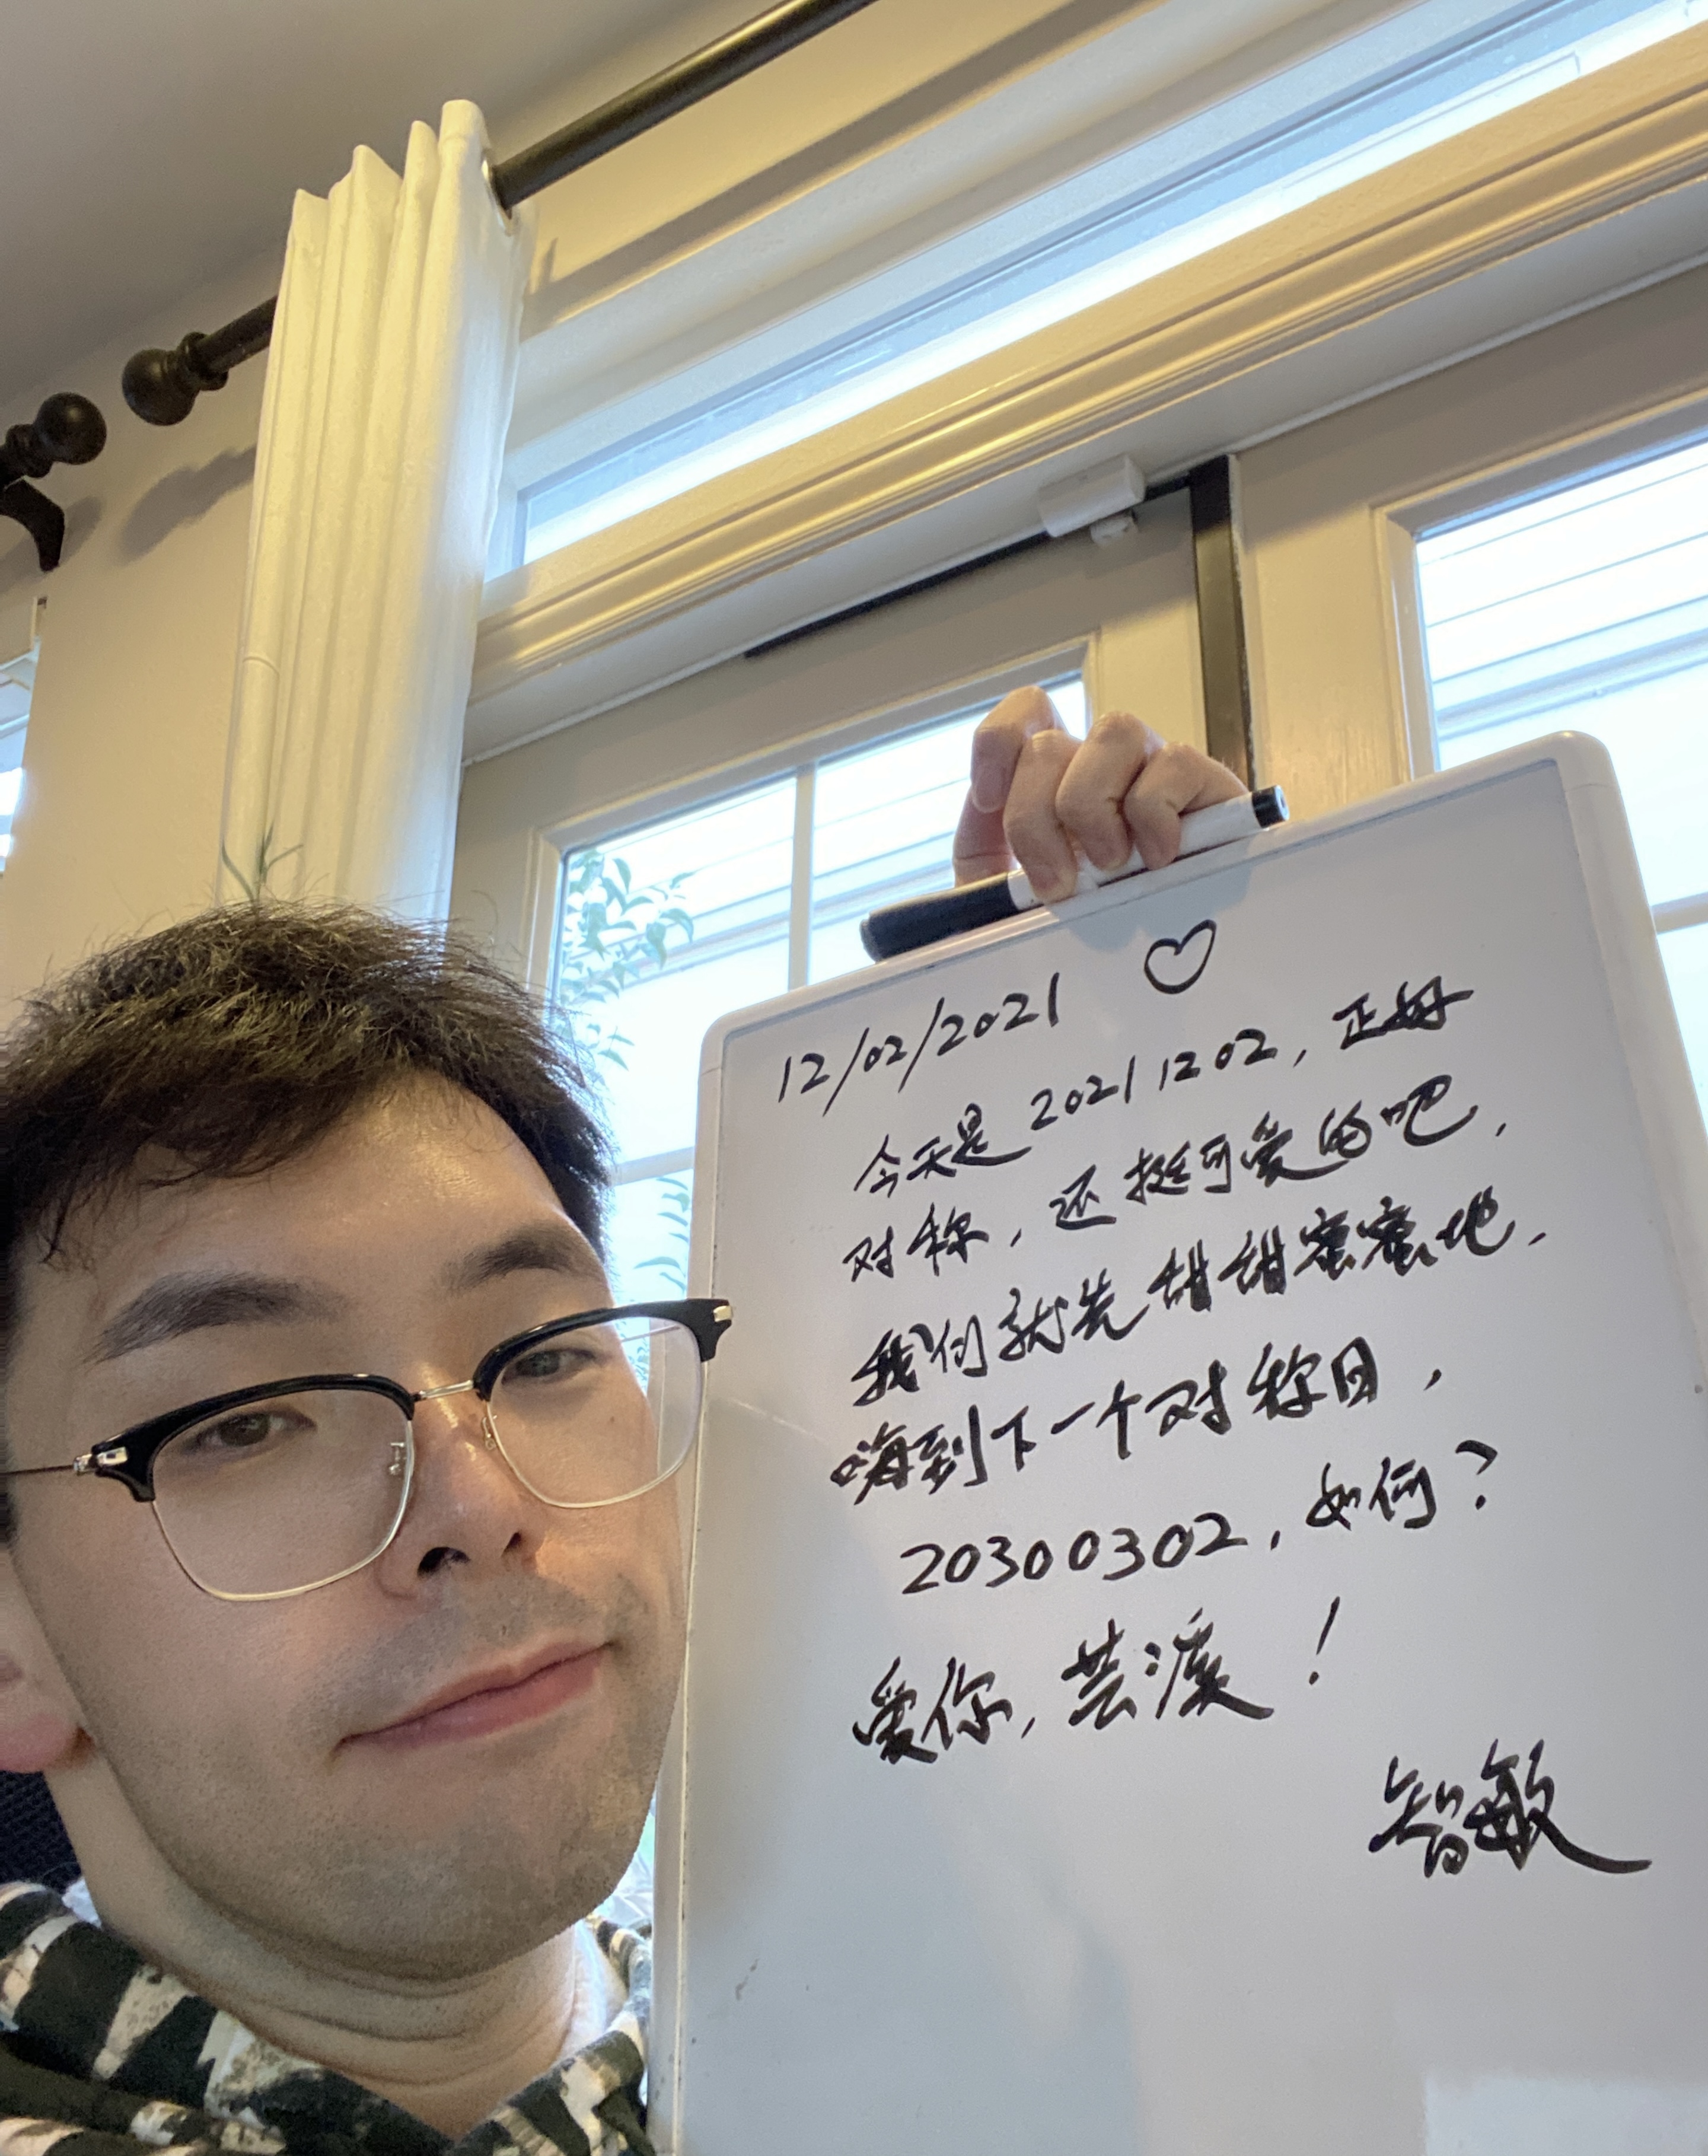 12/02/2021
今天是20211202,正好
对称,还挺可爱的吧,
我们就先甜甜蜜蜜地,
嗨到下一个对称日,
20300302,如何?
爱你,芸溪!
智敏